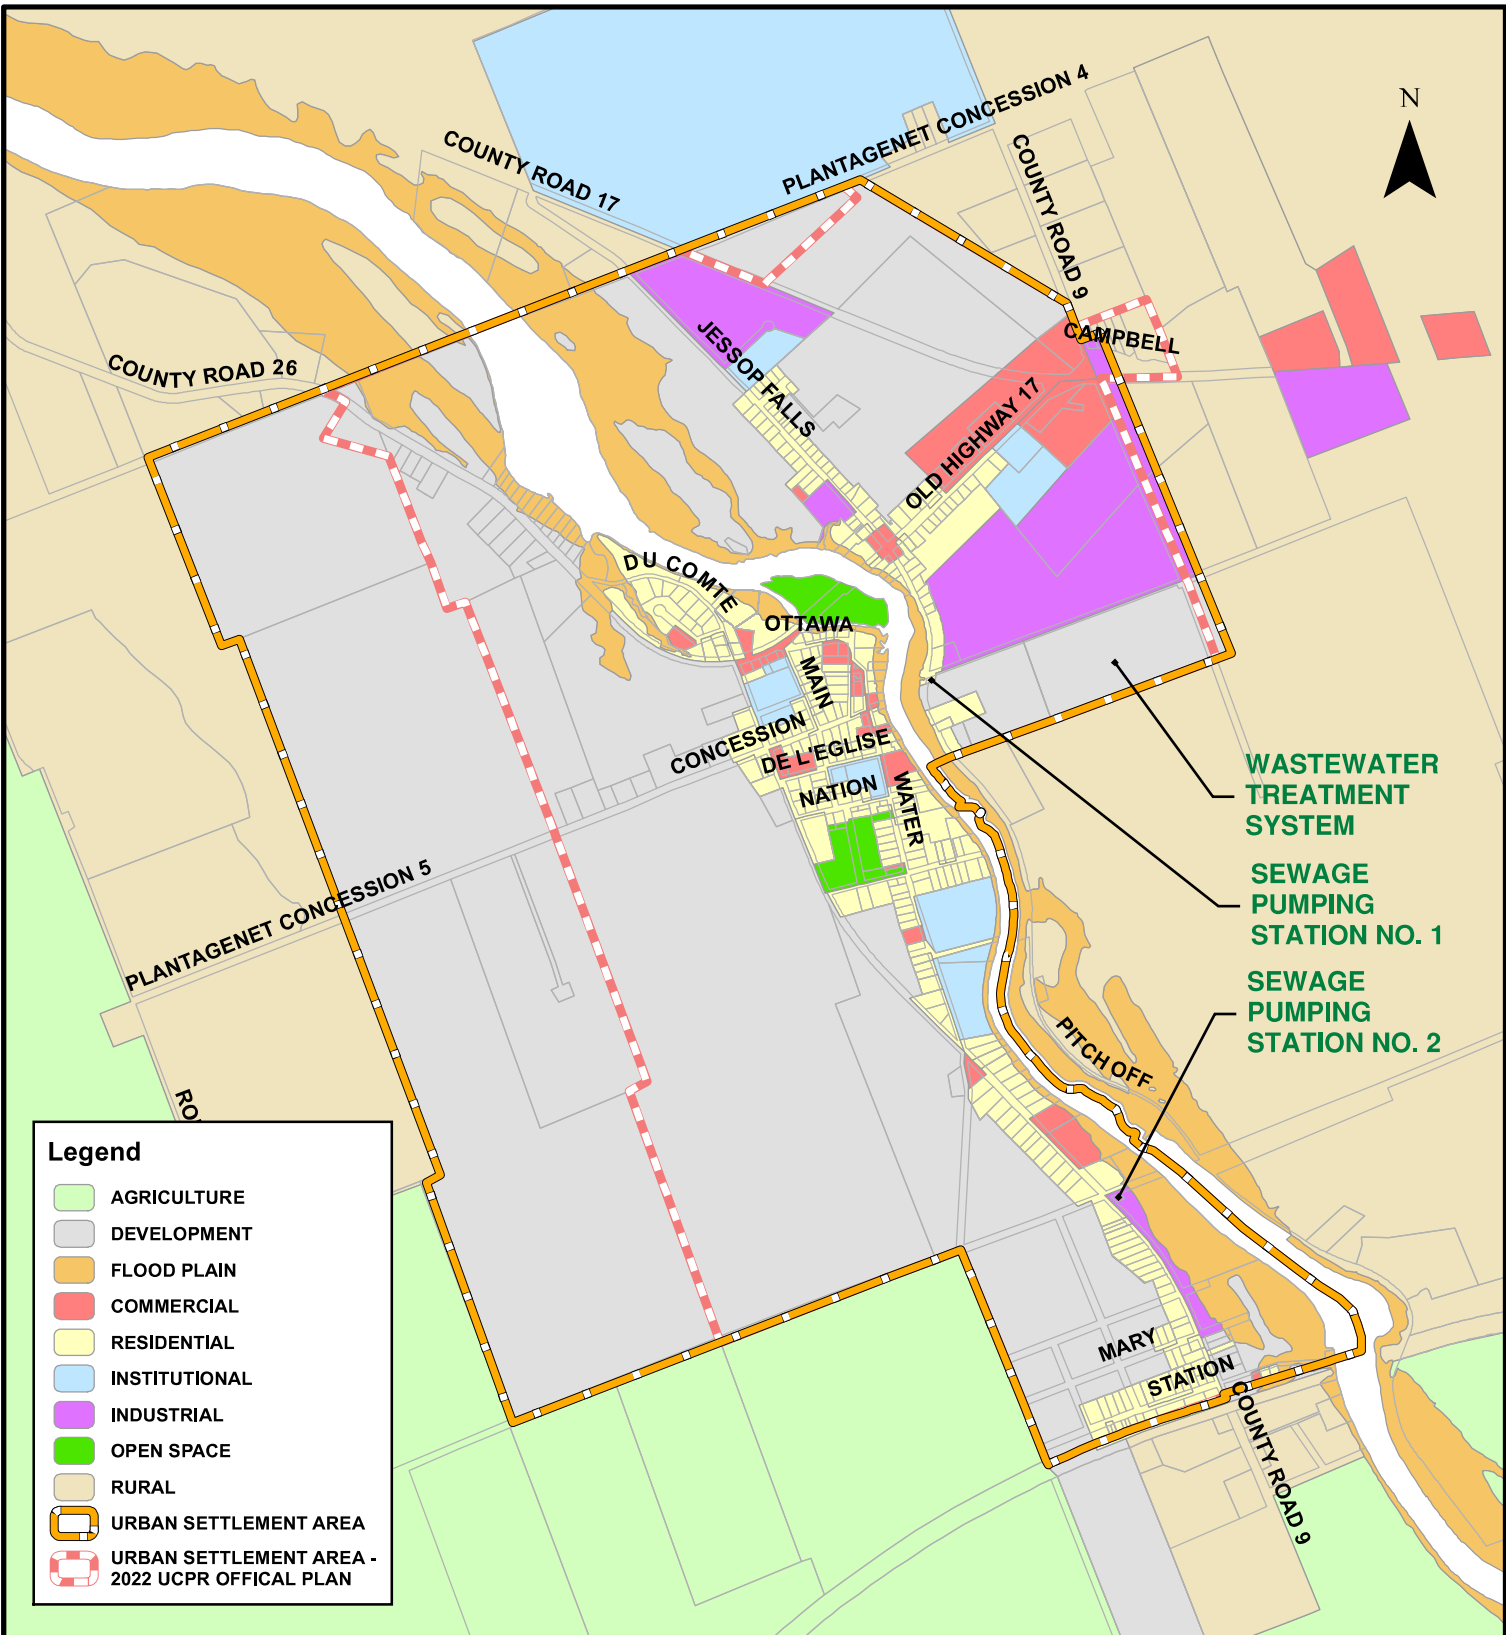 PLANTAGENET CONCESSION 4
N
COUNTY ROAD 17
COUNTY ROAD 9
CAMPBELL
JESSOP FALLS
COUNTY ROAD 26
OLD HIGHWAY 17
DU COMTE
OTTAWA
MAIN
CONCESSION
DE L'EGLISE
NATION
WATER
WASTEWATER
TREATMENT
SYSTEM
SEWAGE
PUMPING
STATION NO. 1
PLANTAGENET CONCESSION 5
SEWAGE
PUMPING
STATION NO. 2
PITCH OFF
MARY
STATION
COUNTY ROAD 9
Legend
AGRICULTURE
DEVELOPMENT
FLOOD PLAIN
COMMERCIAL
RESIDENTIAL
INSTITUTIONAL
INDUSTRIAL
OPEN SPACE
RURAL
URBAN SETTLEMENT AREA
URBAN SETTLEMENT AREA -
2022 UCPR OFFICAL PLAN